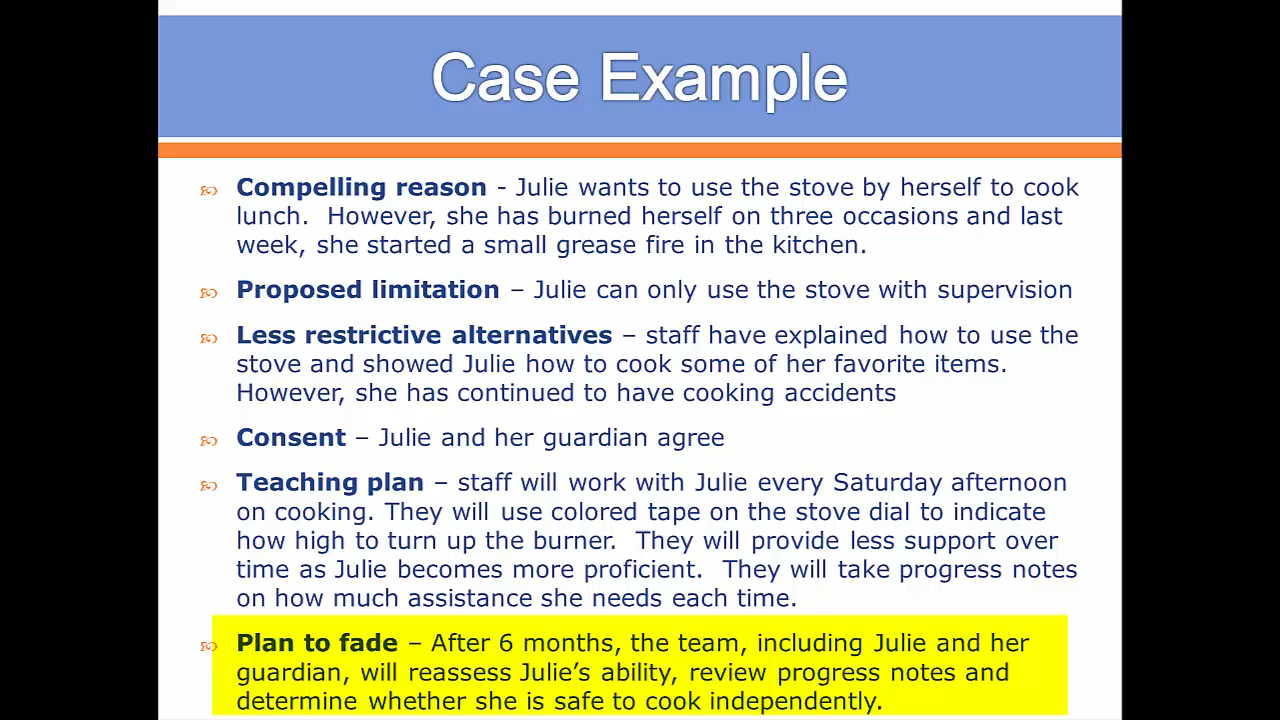 Case Example
Compelling reason - Julie wants to use the stove by herself to cook
lunch. However, she has burned herself on three occasions and last
week, she started a small grease fire in the kitchen.
Proposed limitation – Julie can only use the stove with supervision
Less restrictive alternatives – staff have explained how to use the
stove and showed Julie how to cook some of her favorite items.
However, she has continued to have cooking accidents
Consent – Julie and her guardian agree
Teaching plan – staff will work with Julie every Saturday afternoon
on cooking. They will use colored tape on the stove dial to indicate
how high to turn up the burner. They will provide less support over
time as Julie becomes more proficient. They will take progress notes
on how much assistance she needs each time.
Plan to fade – After 6 months, the team, including Julie and her
guardian, will reassess Julie’s ability, review progress notes and
determine whether she is safe to cook independently.